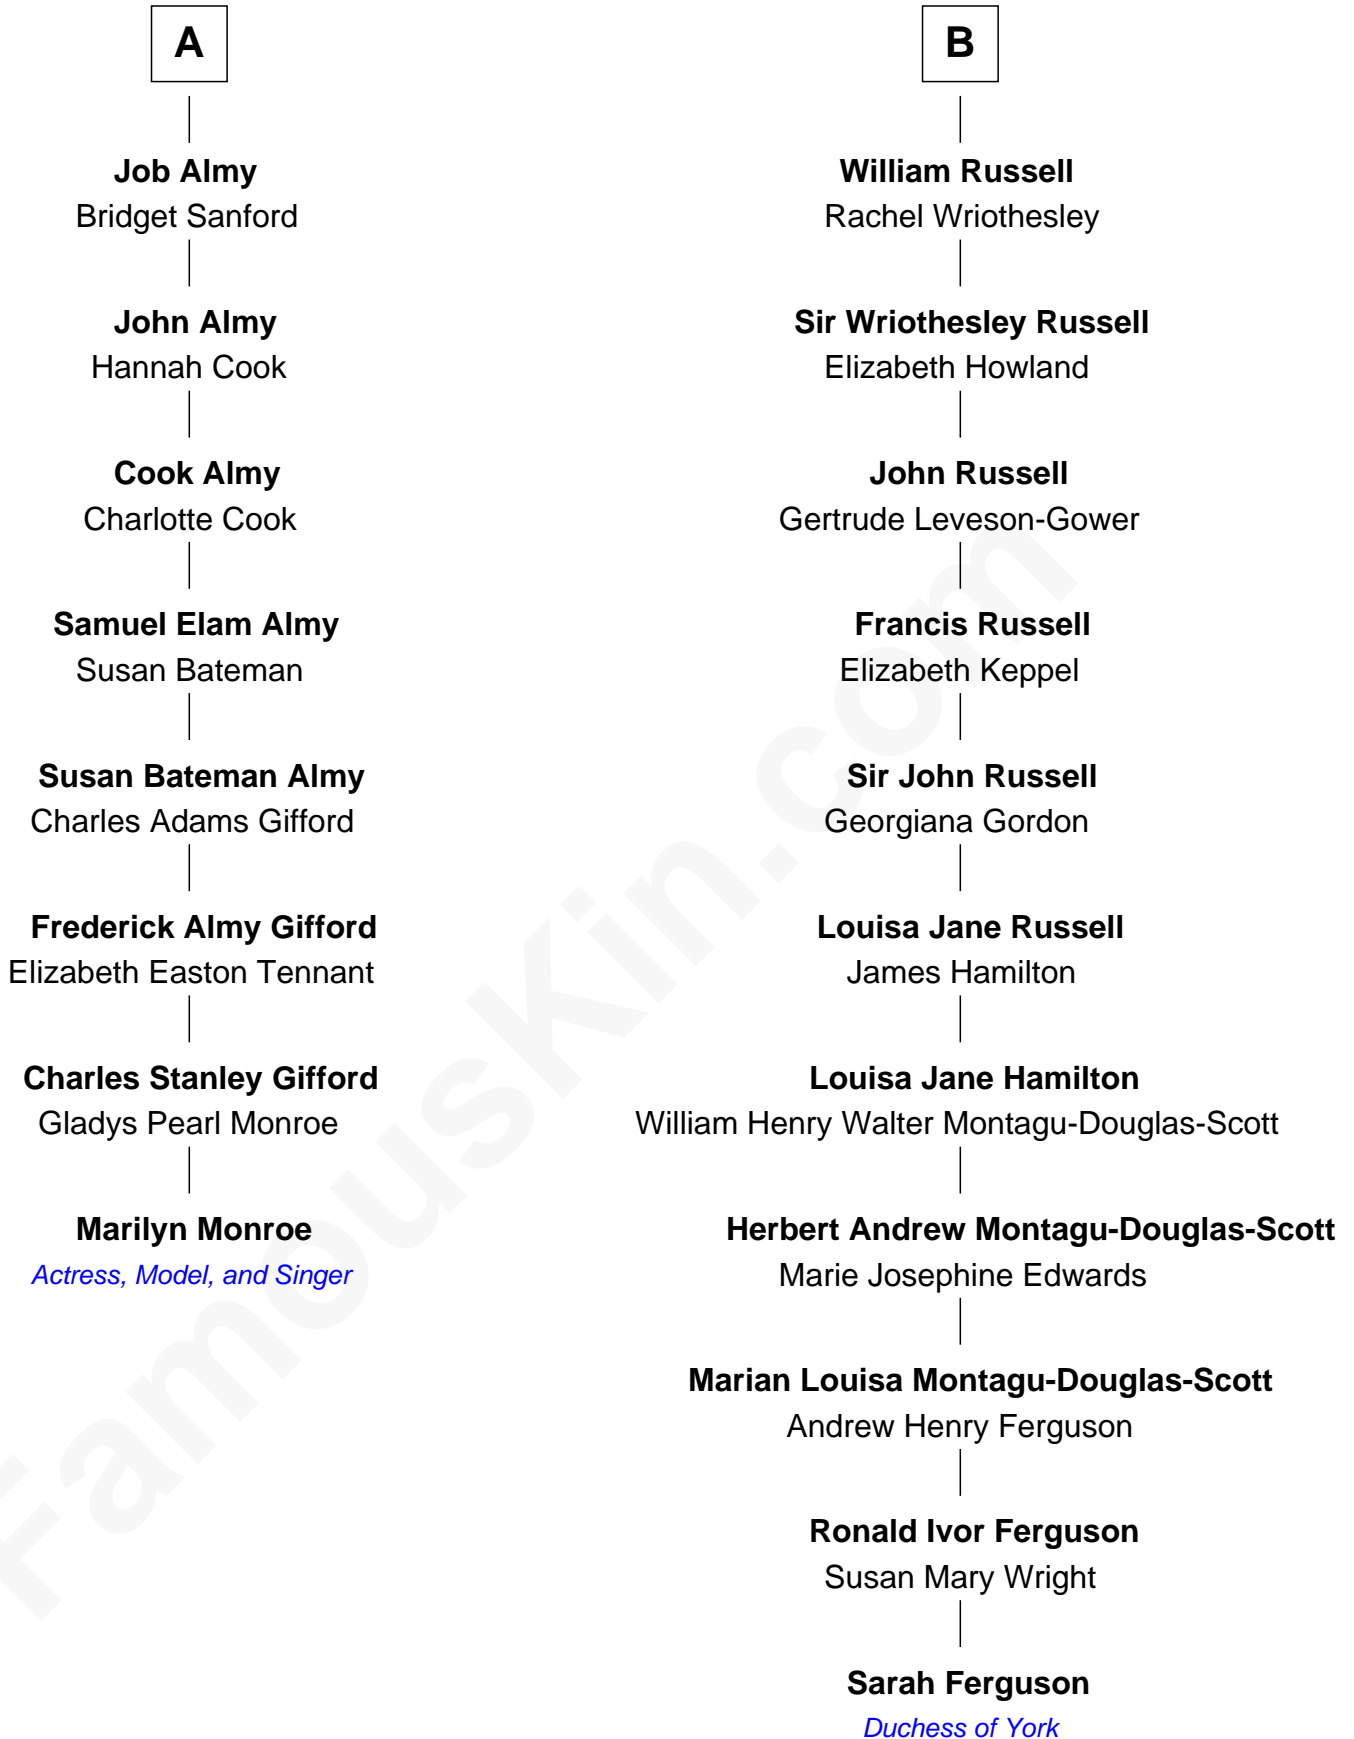 A
Job Almy
Bridget Sanford
John Almy
Hannah Cook
Cook Almy
Charlotte Cook
Samuel Elam Almy
Susan Bateman
Susan Bateman Almy
Charles Adams Gifford
Frederick Almy Gifford
Elizabeth Easton Tennant
Charles Stanley Gifford
Gladys Pearl Monroe
Marilyn Monroe
Actress, Model, and Singer
B
William Russell
Rachel Wriothesley
Sir Wriothesley Russell
Elizabeth Howland
John Russell
Gertrude Leveson-Gower
Francis Russell
Elizabeth Keppel
Sir John Russell
Georgiana Gordon
Louisa Jane Russell
James Hamilton
Louisa Jane Hamilton
William Henry Walter Montagu-Douglas-Scott
Herbert Andrew Montagu-Douglas-Scott
Marie Josephine Edwards
Marian Louisa Montagu-Douglas-Scott
Andrew Henry Ferguson
Ronald Ivor Ferguson
Susan Mary Wright
Sarah Ferguson
Duchess of York
FamousKin.com